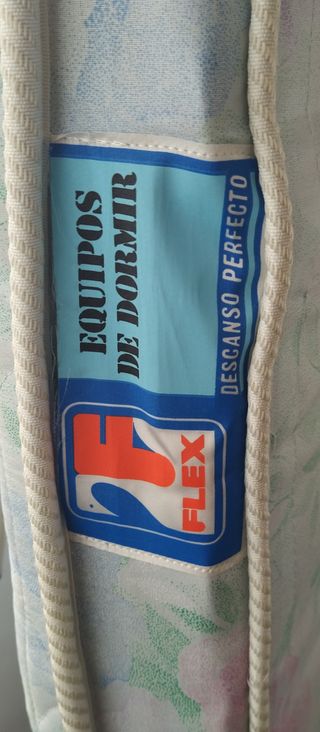 EQUIPOS
DE DORMIR
DESCANSO PERFECTO
F
FLEX